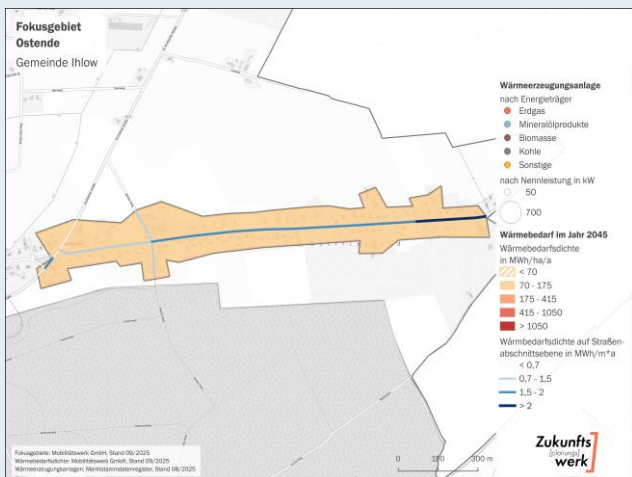 Fokusgebiet
Ostende
Gemeinde Ihlow
Wärmeerzeugungsanlage
nach Energieträger
Erdgas
Mineralölprodukte
Biomasse
Kohle
Sonstige
nach Nennleistung in kW
50
700
Wärmebedarf im Jahr 2045
Wärmebedarfsdichte
in MWh/ha/a
< 70
70 - 175
175 - 415
415 - 1050
> 1050
Wärmbedarfsdichte auf Straßen-
abschnittsebene in MWh/m*a
< 0,7
0,7 - 1,5
1,5 - 2
> 2
Fokusgebiete: Mobilitätswerk GmbH, Stand 09/2025
Wärmebedarfsdichte: Mobilitätswerk GmbH, Stand 09/2025
Wärmeerzeugungsanlagen: Marktstammdatenregister, Stand 08/2025
0 150 300 m
Zukunfts
[planungs]
werk